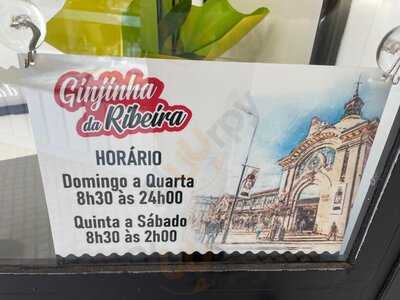 Ginjinha
da Ribeira
HORÁRIO
Domingo a Quarta
8h30 às 24h00
Quinta a Sábado
8h30 às 2h00